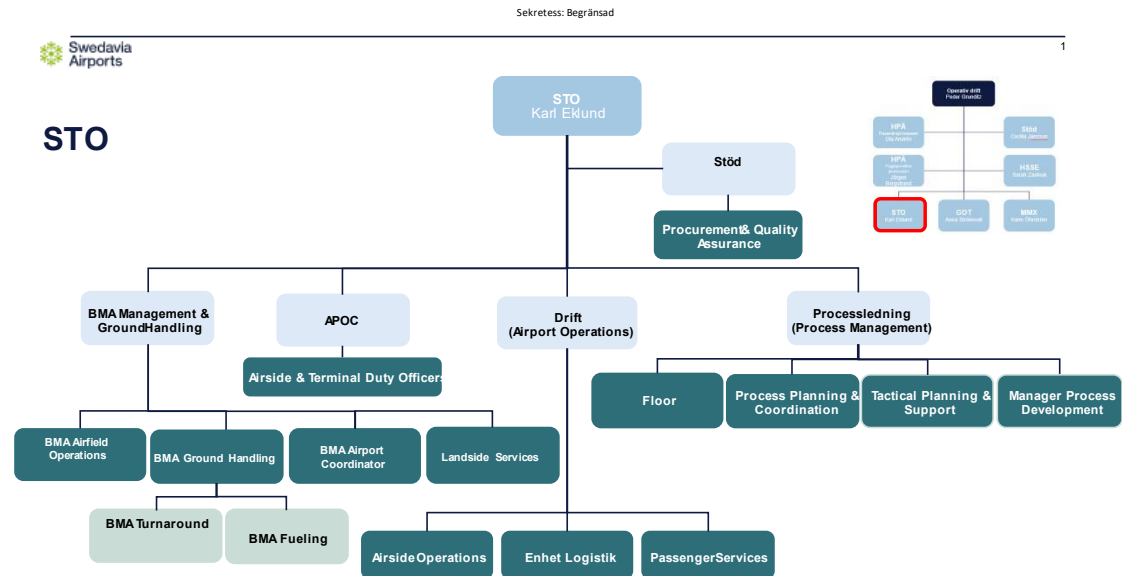 Sekretess: Begränsad
1
Swedavia
Airports
STO
STO
Karl Eklund
Operativ drift
HPÅ
Stöd
HPÅ
HSSE
STO
Karl Eklund
GOT
MMX
Stöd
Procurement& Quality
Assurance
BMA Management &
GroundHandling
APOC
Drift
(Airport Operations)
Processledning
(Process Management)
Airside & Terminal Duty Officers
Floor
Process Planning &
Coordination
Tactical Planning &
Support
Manager Process
Development
BMA Airfield
Operations
BMA Ground Handling
BMA Airport
Coordinator
Landside Services
BMA Turnaround
BMA Fueling
Airside Operations
Enhet Logistik
PassengerServices